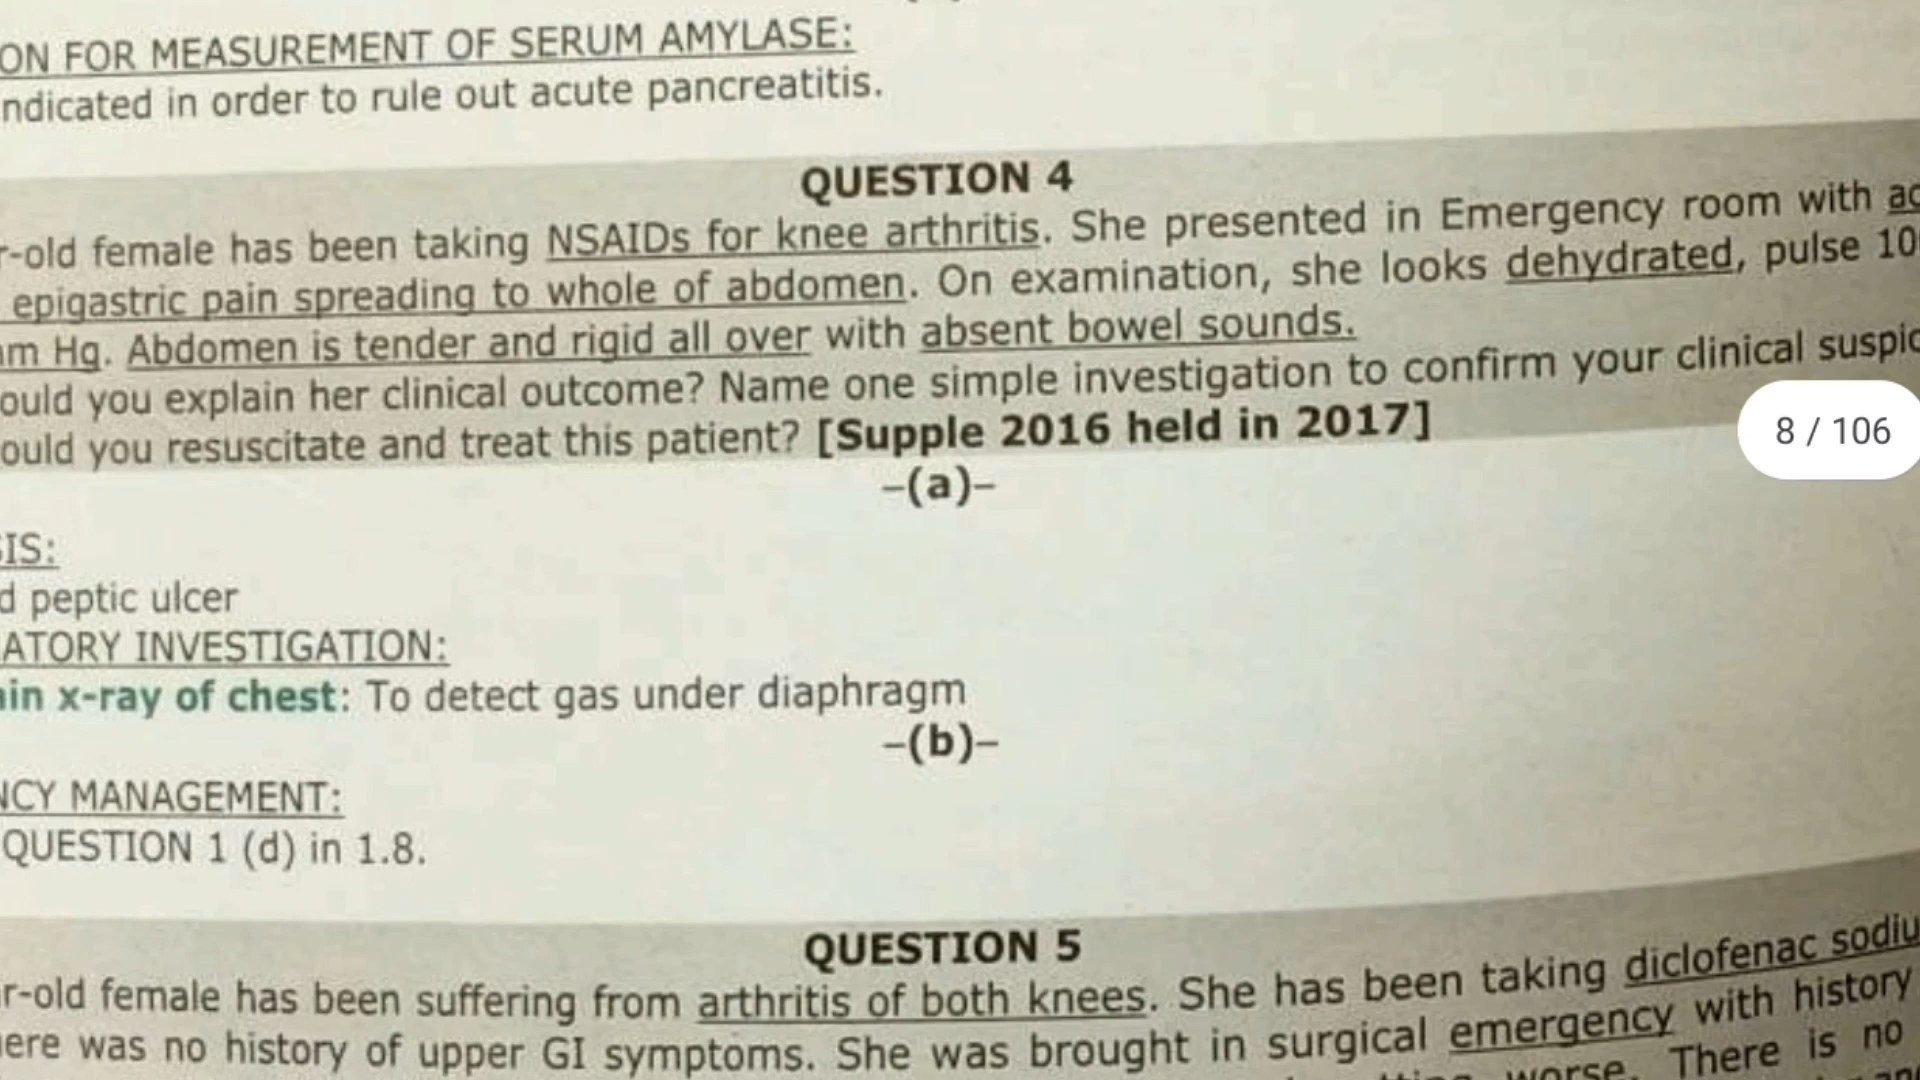 ON FOR MEASUREMENT OF SERUM AMYLASE:
ndicated in order to rule out acute pancreatitis.
QUESTION 4
r-old female has been taking NSAIDs for knee arthritis. She presented in Emergency room with ac
epigastric pain spreading to whole of abdomen. On examination, she looks dehydrated, pulse 10
m Hg. Abdomen is tender and rigid all over with absent bowel sounds.
ould you explain her clinical outcome? Name one simple investigation to confirm your clinical suspic
ould you resuscitate and treat this patient? [Supple 2016 held in 2017]
8 / 106
–(a)–
IS:
d peptic ulcer
ATORY INVESTIGATION:
in x-ray of chest: To detect gas under diaphragm
–(b)–
NCY MANAGEMENT:
QUESTION 1 (d) in 1.8.
QUESTION 5
r-old female has been suffering from arthritis of both knees. She has been taking diclofenac sodiu
ere was no history of upper GI symptoms. She was brought in surgical emergency with history
worse. There is no